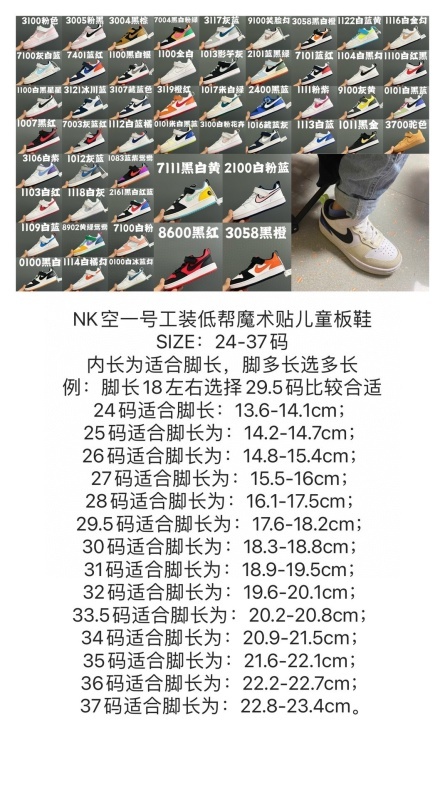 3100粉色 3005粉黑 3004黑橙 7004黑白粉绿 3117灰蓝 9100笑脸勾 3058黑白橙 1122白蓝黄 1116白金勾
7100灰蓝 7401蓝红 1100黑白银 1100全白 1013影芋灰 2101黑绿 7101蓝红 1104白黑勾 1110白红黑
1100白黑星星 3121冰川蓝 3107藏蓝色 3119橙红 1017米白绿 2400黑蓝 1111粉紫 9100灰黄 0101白黑蓝
1007黑红 7003灰蓝红 1112白蓝橘 0101米白黑蓝 3100白粉花卉 1016藏蓝灰 1113白蓝 1011黑金 3700驼色
3106白紫 1012灰蓝 1083蓝紫鸳鸯
7111黑白黄 2100白粉蓝
1103白红 1118白灰 2161黑白红蓝
1109白蓝 8902黄绿鸳鸯 7100白粉
8600黑红 3058黑橙
0100黑白 1114白橘勾 0100白冰蓝勾
NK空一号工装低帮魔术贴儿童板鞋
SIZE：24-37码
内长为适合脚长，脚多长选多长
例：脚长18左右选择29.5码比较合适
24码适合脚长：13.6-14.1cm；
25码适合脚长为：14.2-14.7cm；
26码适合脚长为：14.8-15.4cm；
27码适合脚长为：15.5-16cm；
28码适合脚长为：16.1-17.5cm；
29.5码适合脚长为：17.6-18.2cm；
30码适合脚长为：18.3-18.8cm；
31码适合脚长为：18.9-19.5cm；
32码适合脚长为：19.6-20.1cm；
33.5码适合脚长为：20.2-20.8cm；
34码适合脚长为：20.9-21.5cm；
35码适合脚长为：21.6-22.1cm；
36码适合脚长为：22.2-22.7cm；
37码适合脚长为：22.8-23.4cm。